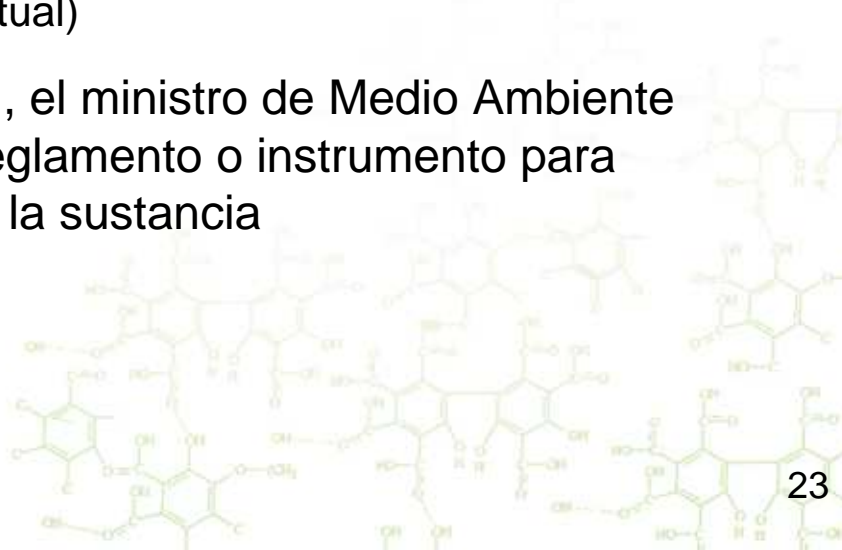 tual)
, el ministro de Medio Ambiente
eglamento o instrumento para
la sustancia
23